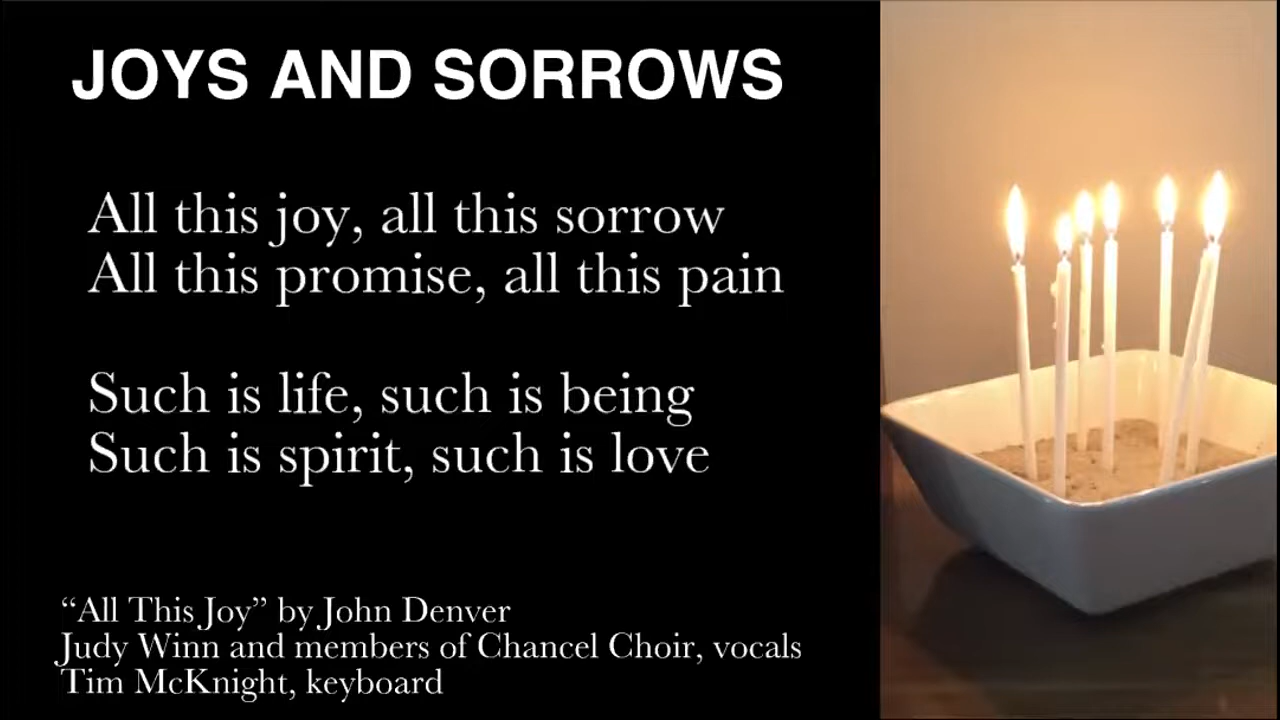 JOYS AND SORROWS
All this joy, all this sorrow
All this promise, all this pain
Such is life, such is being
Such is spirit, such is love
“All This Joy” by John Denver
Judy Winn and members of Chancel Choir, vocals
Tim McKnight, keyboard